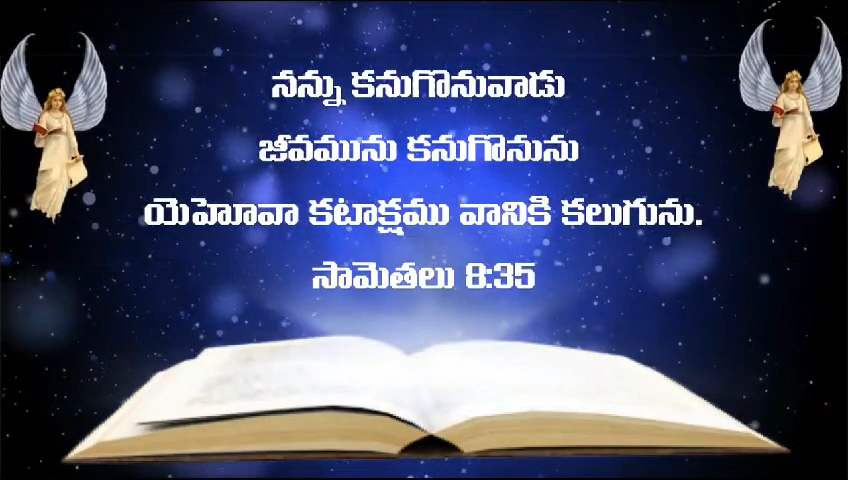 నన్ను కనుగొనువాడు
జీవమును కనుగొనును
యెహోవా కటాక్షము వానికి కలుగును.
సామెతలు 8:35